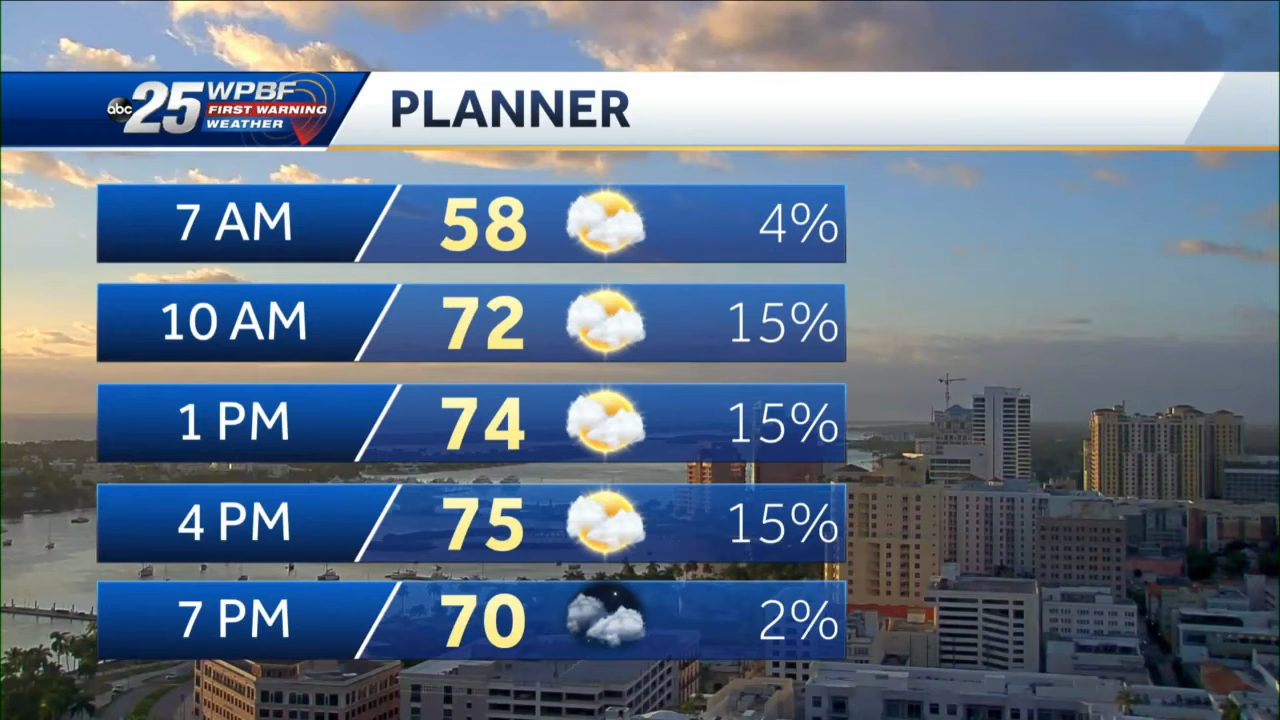 abc 25 WPBF
FIRST WARNING
WEATHER
PLANNER
7 AM 58 4%
10 AM 72 15%
1 PM 74 15%
4 PM 75 15%
7 PM 70 2%